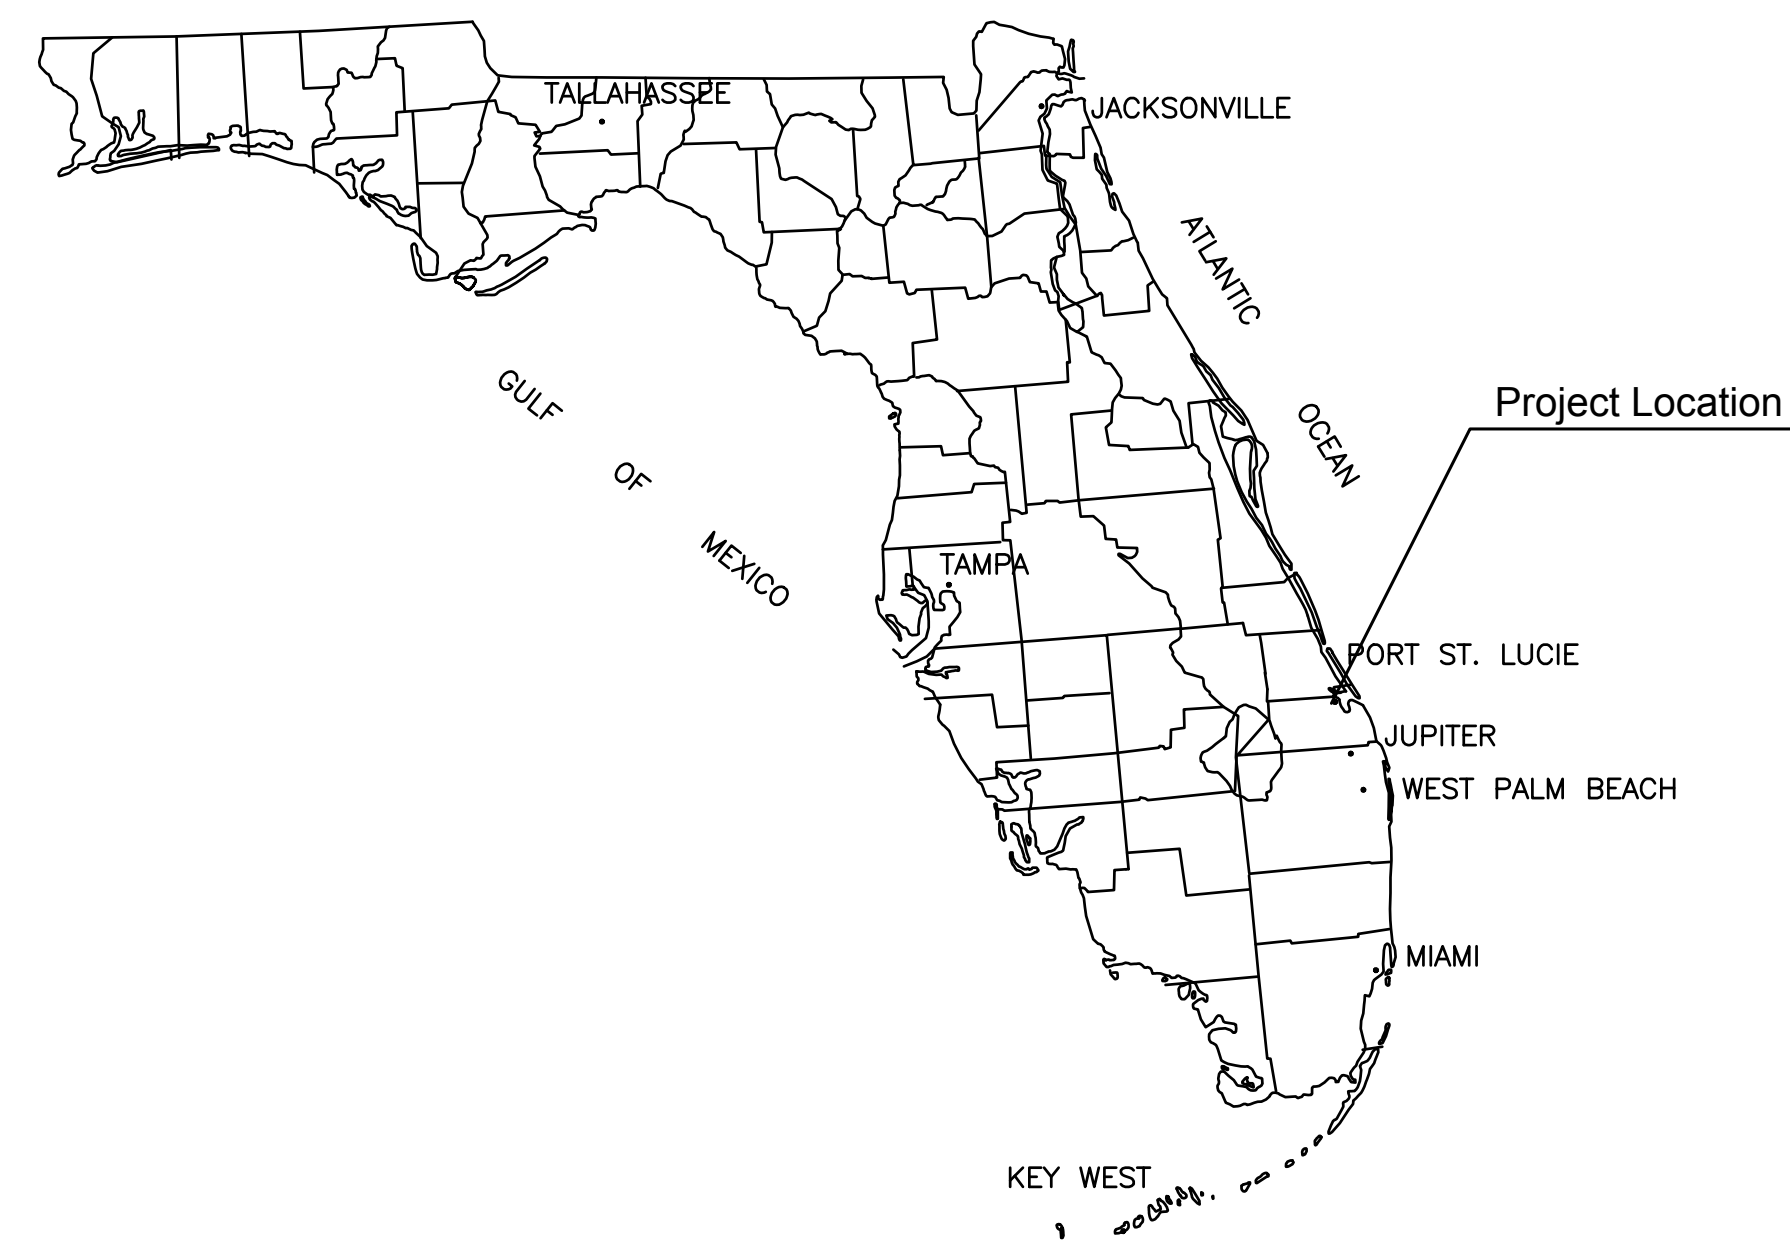 TALLAHASSEE
JACKSONVILLE
ATLANTIC
OCEAN
GULF
OF
MEXICO
Project Location
TAMPA
PORT ST. LUCIE
JUPITER
WEST PALM BEACH
MIAMI
KEY WEST